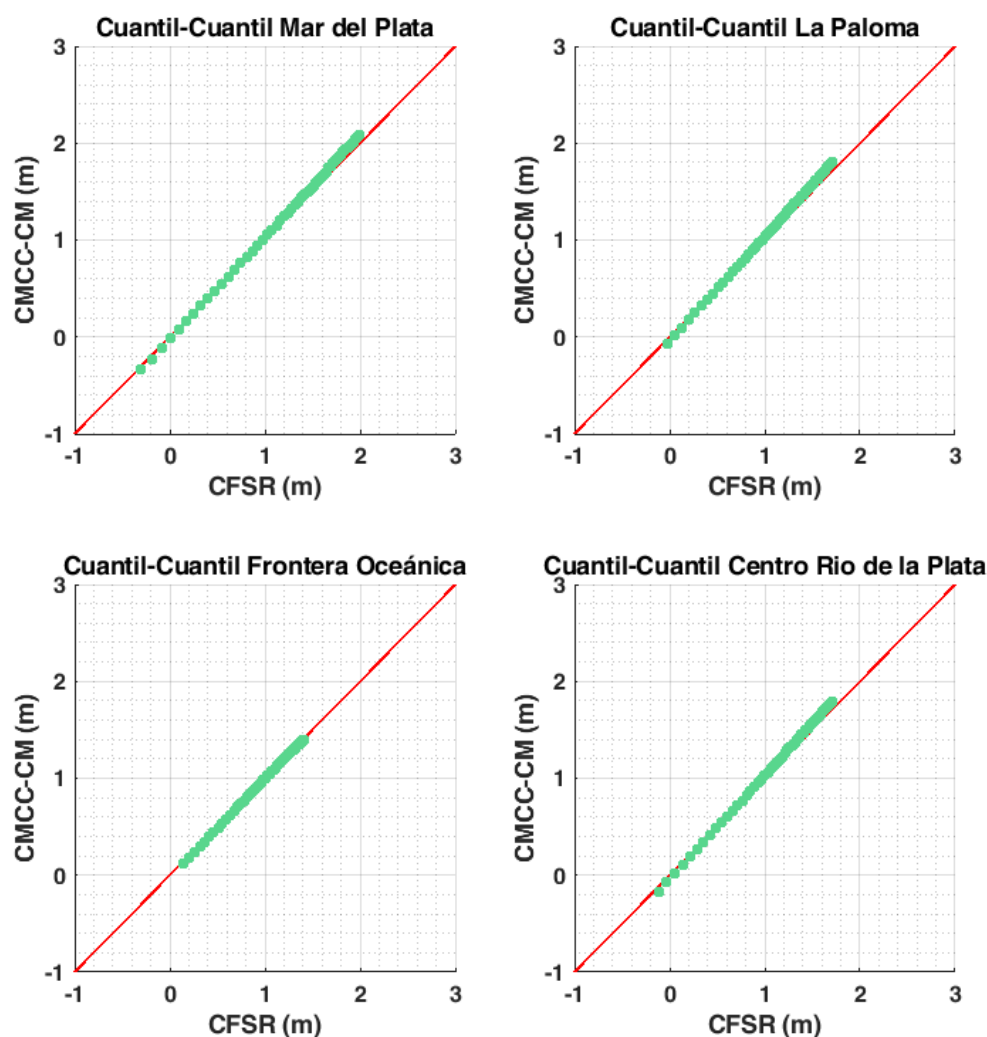 Cuantil-Cuantil Mar del Plata
3
2
1
0
-1
CMCC-CM (m)
-1 0 1 2 3
CFSR (m)
Cuantil-Cuantil La Paloma
3
2
1
0
-1
CMCC-CM (m)
-1 0 1 2 3
CFSR (m)
Cuantil-Cuantil Frontera Oceánica
3
2
1
0
-1
CMCC-CM (m)
-1 0 1 2 3
CFSR (m)
Cuantil-Cuantil Centro Rio de la Plata
3
2
1
0
-1
CMCC-CM (m)
-1 0 1 2 3
CFSR (m)